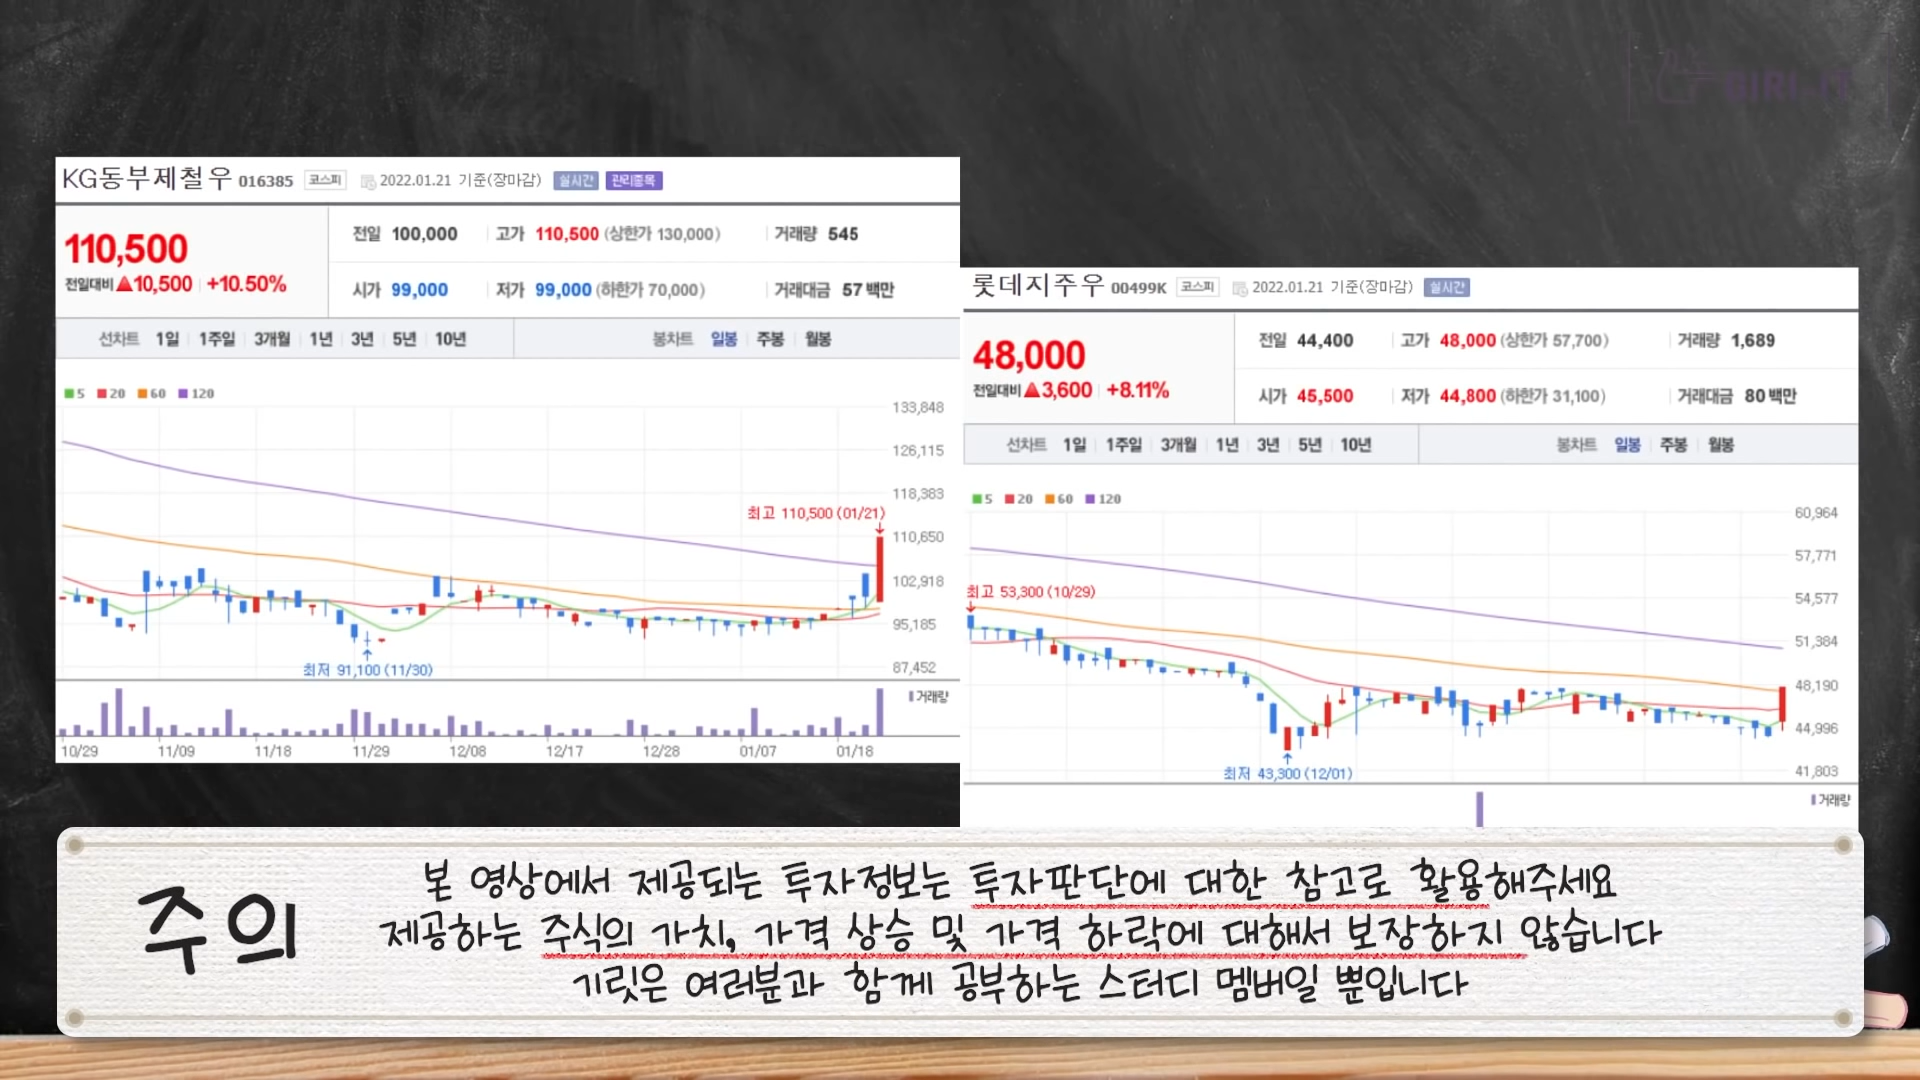 GIRI-IT
KG동부제철우 016385 코스피 2022.01.21 기준(장마감) 실시간 관리종목
110,500
전일대비 ▲10,500 +10.50%
전일 100,000 고가 110,500 (상한가 130,000) 거래량 545
시가 99,000 저가 99,000 (하한가 70,000) 거래대금 57 백만
선차트 1일 1주일 3개월 1년 3년 5년 10년 봉차트 일봉 주봉 월봉
5 20 60 120
133,848
126,115
118,383
최고 110,500 (01/21)
110,650
102,918
95,185
최저 91,100 (11/30)
87,452
거래량
10/29 11/09 11/18 11/29 12/08 12/17 12/28 01/07 01/18
롯데지주우 00499K 코스피 2022.01.21 기준(장마감) 실시간
48,000
전일대비 ▲3,600 +8.11%
전일 44,400 고가 48,000 (상한가 57,700) 거래량 1,689
시가 45,500 저가 44,800 (하한가 31,100) 거래대금 80 백만
선차트 1일 1주일 3개월 1년 3년 5년 10년 봉차트 일봉 주봉 월봉
5 20 60 120
60,964
57,771
최고 53,300 (10/29)
54,577
51,384
48,190
44,996
최저 43,300 (12/01)
41,803
거래량
주의
본 영상에서 제공되는 투자정보는 투자판단에 대한 참고로 활용해주세요
제공하는 주식의 가치, 가격 상승 및 가격 하락에 대해서 보장하지 않습니다
기릿은 여러분과 함께 공부하는 스터디 멤버일 뿐입니다